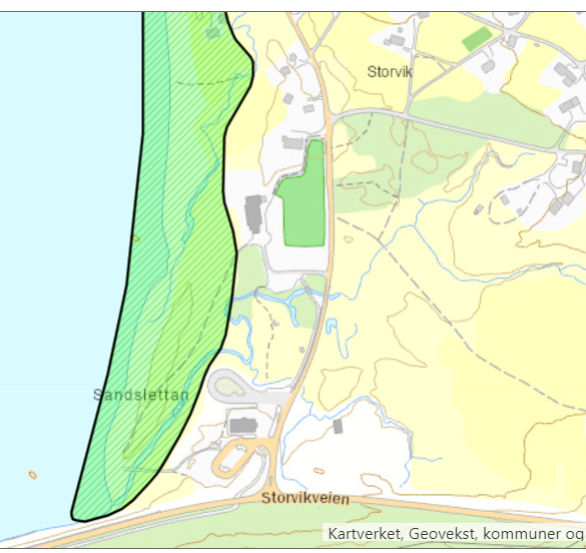 Storvik
Sandslettan
Storvikveien
Kartverket, Geovekst, kommuner og